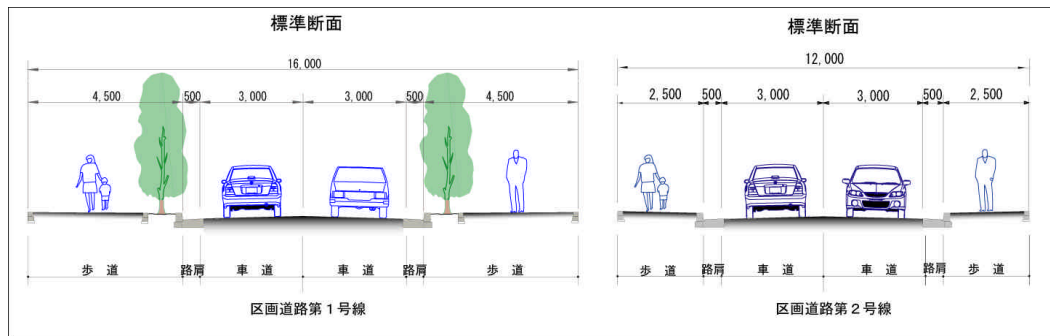 標準断面
16,000
4,500 500 3,000 3,000 500 4,500
歩 道 路肩 車 道 車 道 路肩 歩 道
区画道路第1号線
標準断面
12,000
2,500 500 3,000 3,000 500 2,500
歩 道 路肩 車 道 車 道 路肩 歩 道
区画道路第2号線